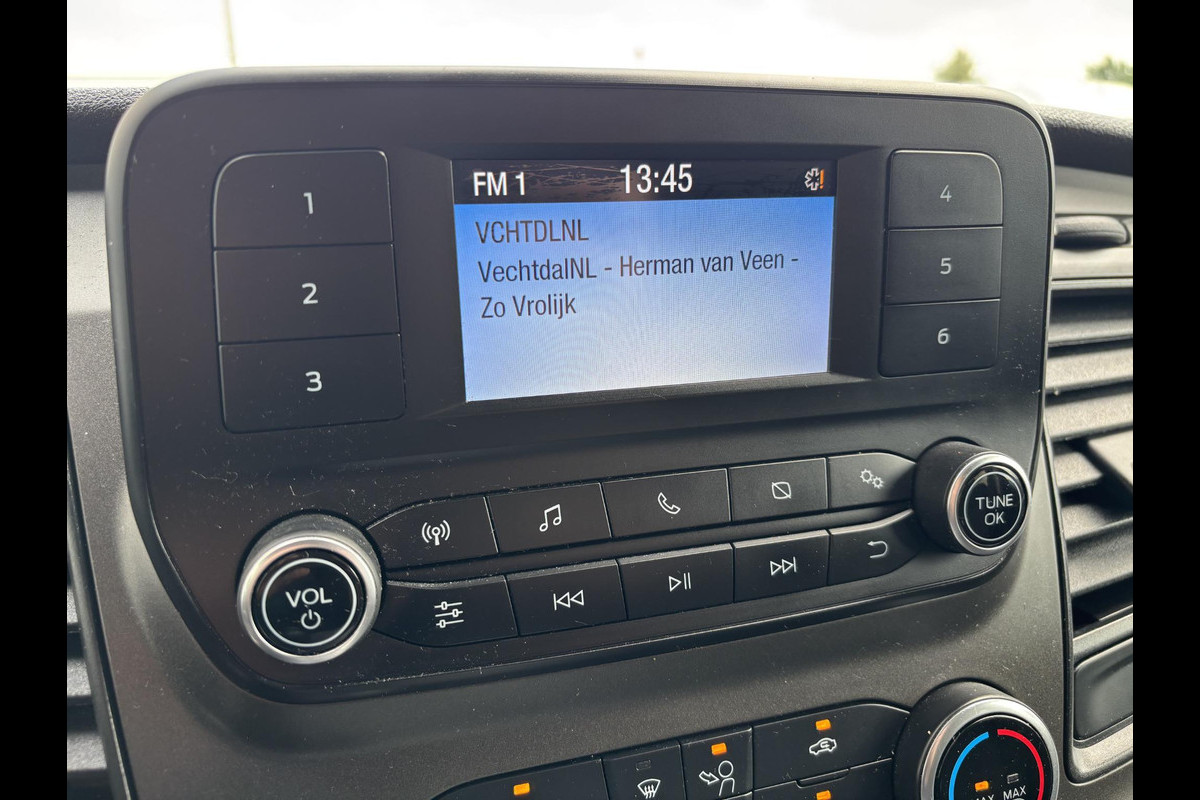 FM 1 13:45
VCHTDLNL
VechtdalNL - Herman van Veen -
Zo Vrolijk
1
2
3
4
5
6
VOL
TUNE
OK
MAX MAX